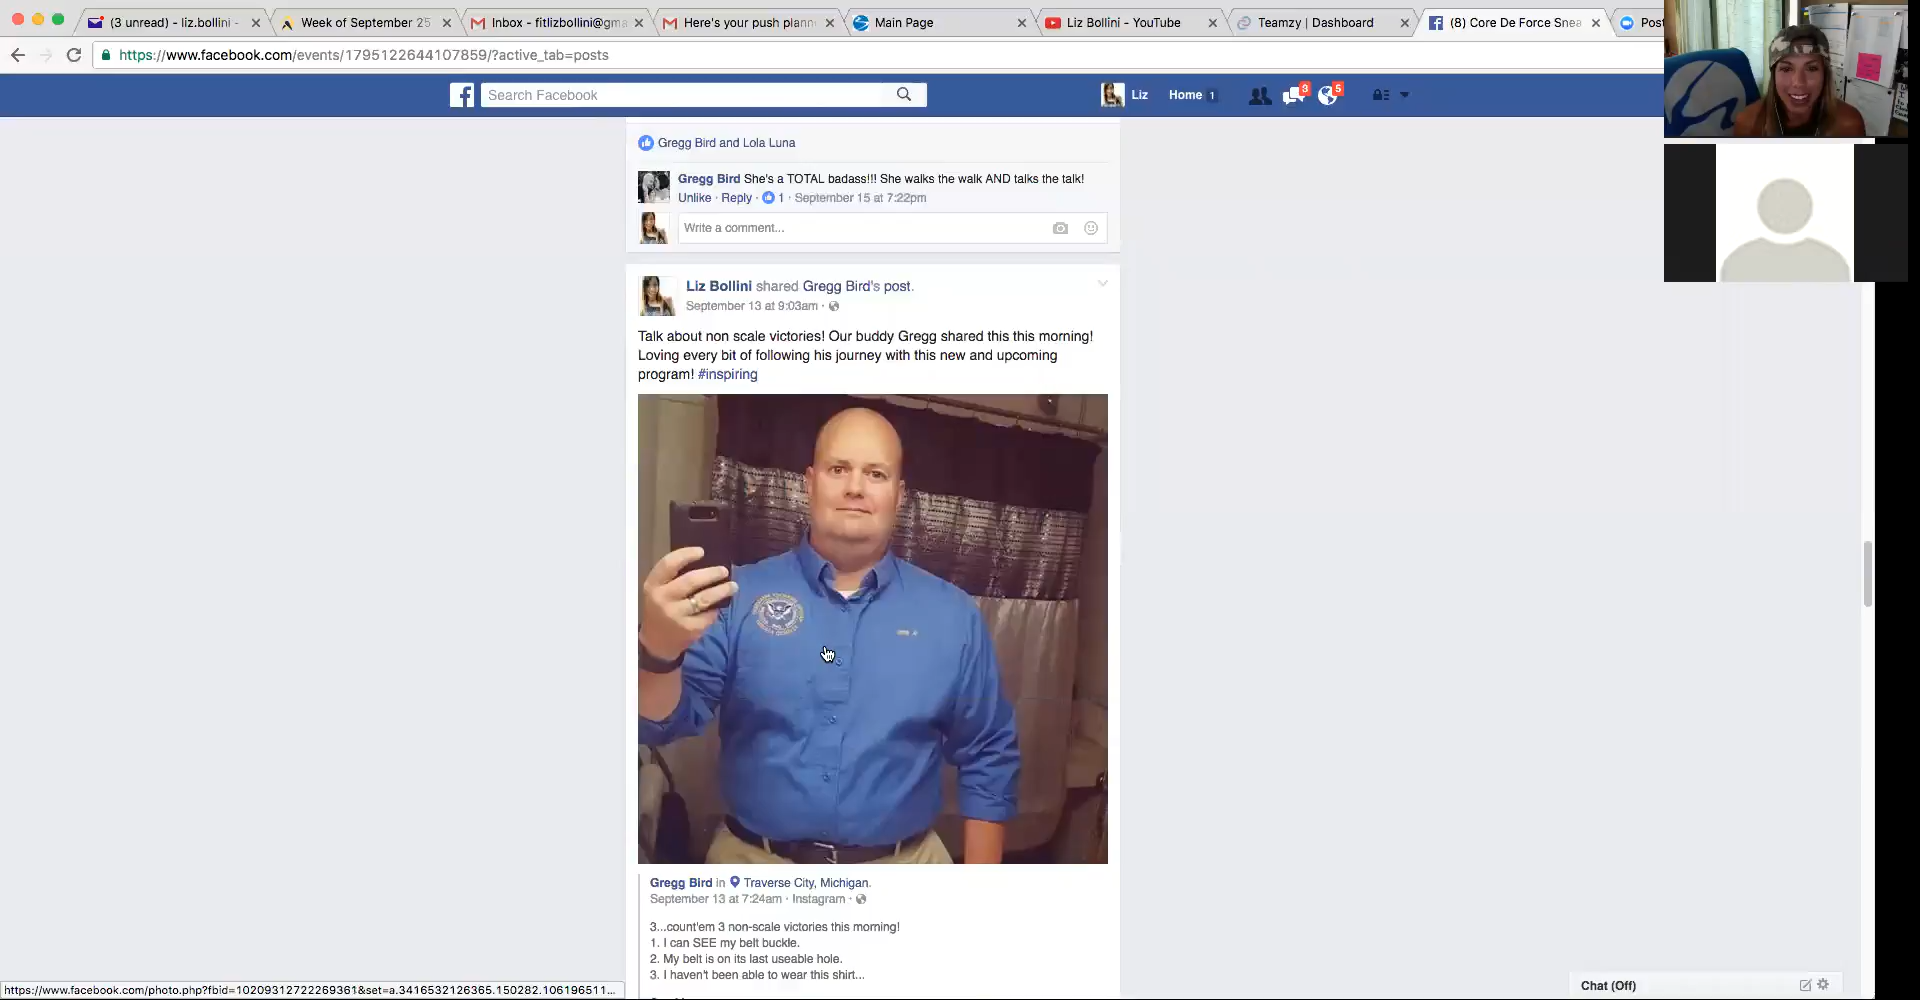 (3 unread) - liz.bollini -
Week of September 25
Inbox - fitlizbollini@gma
Here's your push plann
Main Page
Liz Bollini - YouTube
Teamzy | Dashboard
(8) Core De Force Snea
Post
https://www.facebook.com/events/1795122644107859/?active_tab=posts
Search Facebook
Liz
Home 1
3
5
Gregg Bird and Lola Luna
Gregg Bird She's a TOTAL badass!!! She walks the walk AND talks the talk!
Unlike · Reply · 1 · September 15 at 7:22pm
Write a comment...
Liz Bollini shared Gregg Bird's post.
September 13 at 9:03am ·
Talk about non scale victories! Our buddy Gregg shared this this morning!
Loving every bit of following his journey with this new and upcoming
program! #inspiring
Gregg Bird in Traverse City, Michigan.
September 13 at 7:24am · Instagram ·
3...count'em 3 non-scale victories this morning!
1. I can SEE my belt buckle.
2. My belt is on its last useable hole.
3. I haven't been able to wear this shirt...
https://www.facebook.com/photo.php?fbid=10209312722269361&set=a.3416532126365.150282.106196511...
Chat (Off)